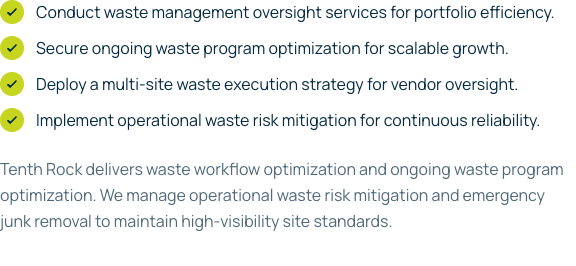 Conduct waste management oversight services for portfolio efficiency.
Secure ongoing waste program optimization for scalable growth.
Deploy a multi-site waste execution strategy for vendor oversight.
Implement operational waste risk mitigation for continuous reliability.
Tenth Rock delivers waste workflow optimization and ongoing waste program
optimization. We manage operational waste risk mitigation and emergency
junk removal to maintain high-visibility site standards.